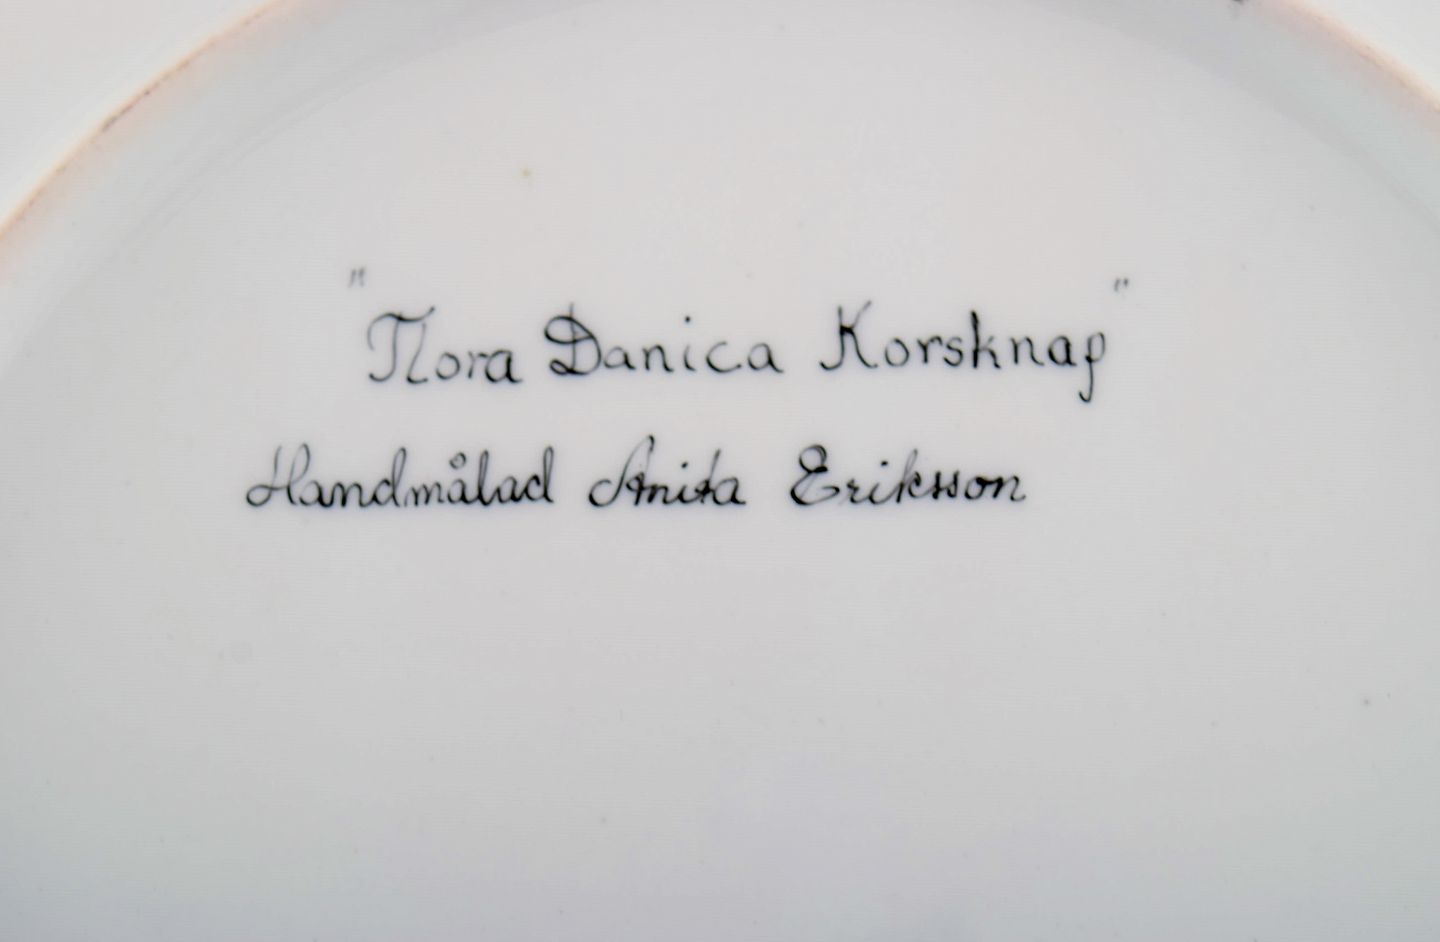 "Flora Danica Korsknap"
Handmålad Anita Eriksson